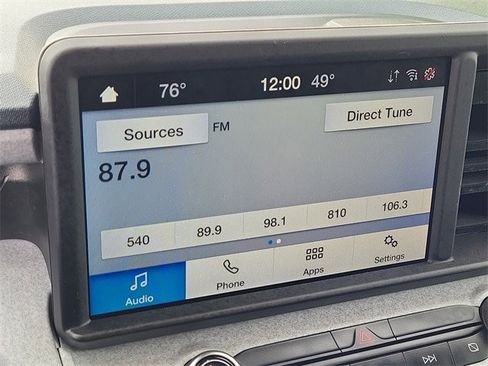 76° 12:00 49°
Sources FM Direct Tune
87.9
540 89.9 98.1 810 106.3
Audio Phone Apps Settings